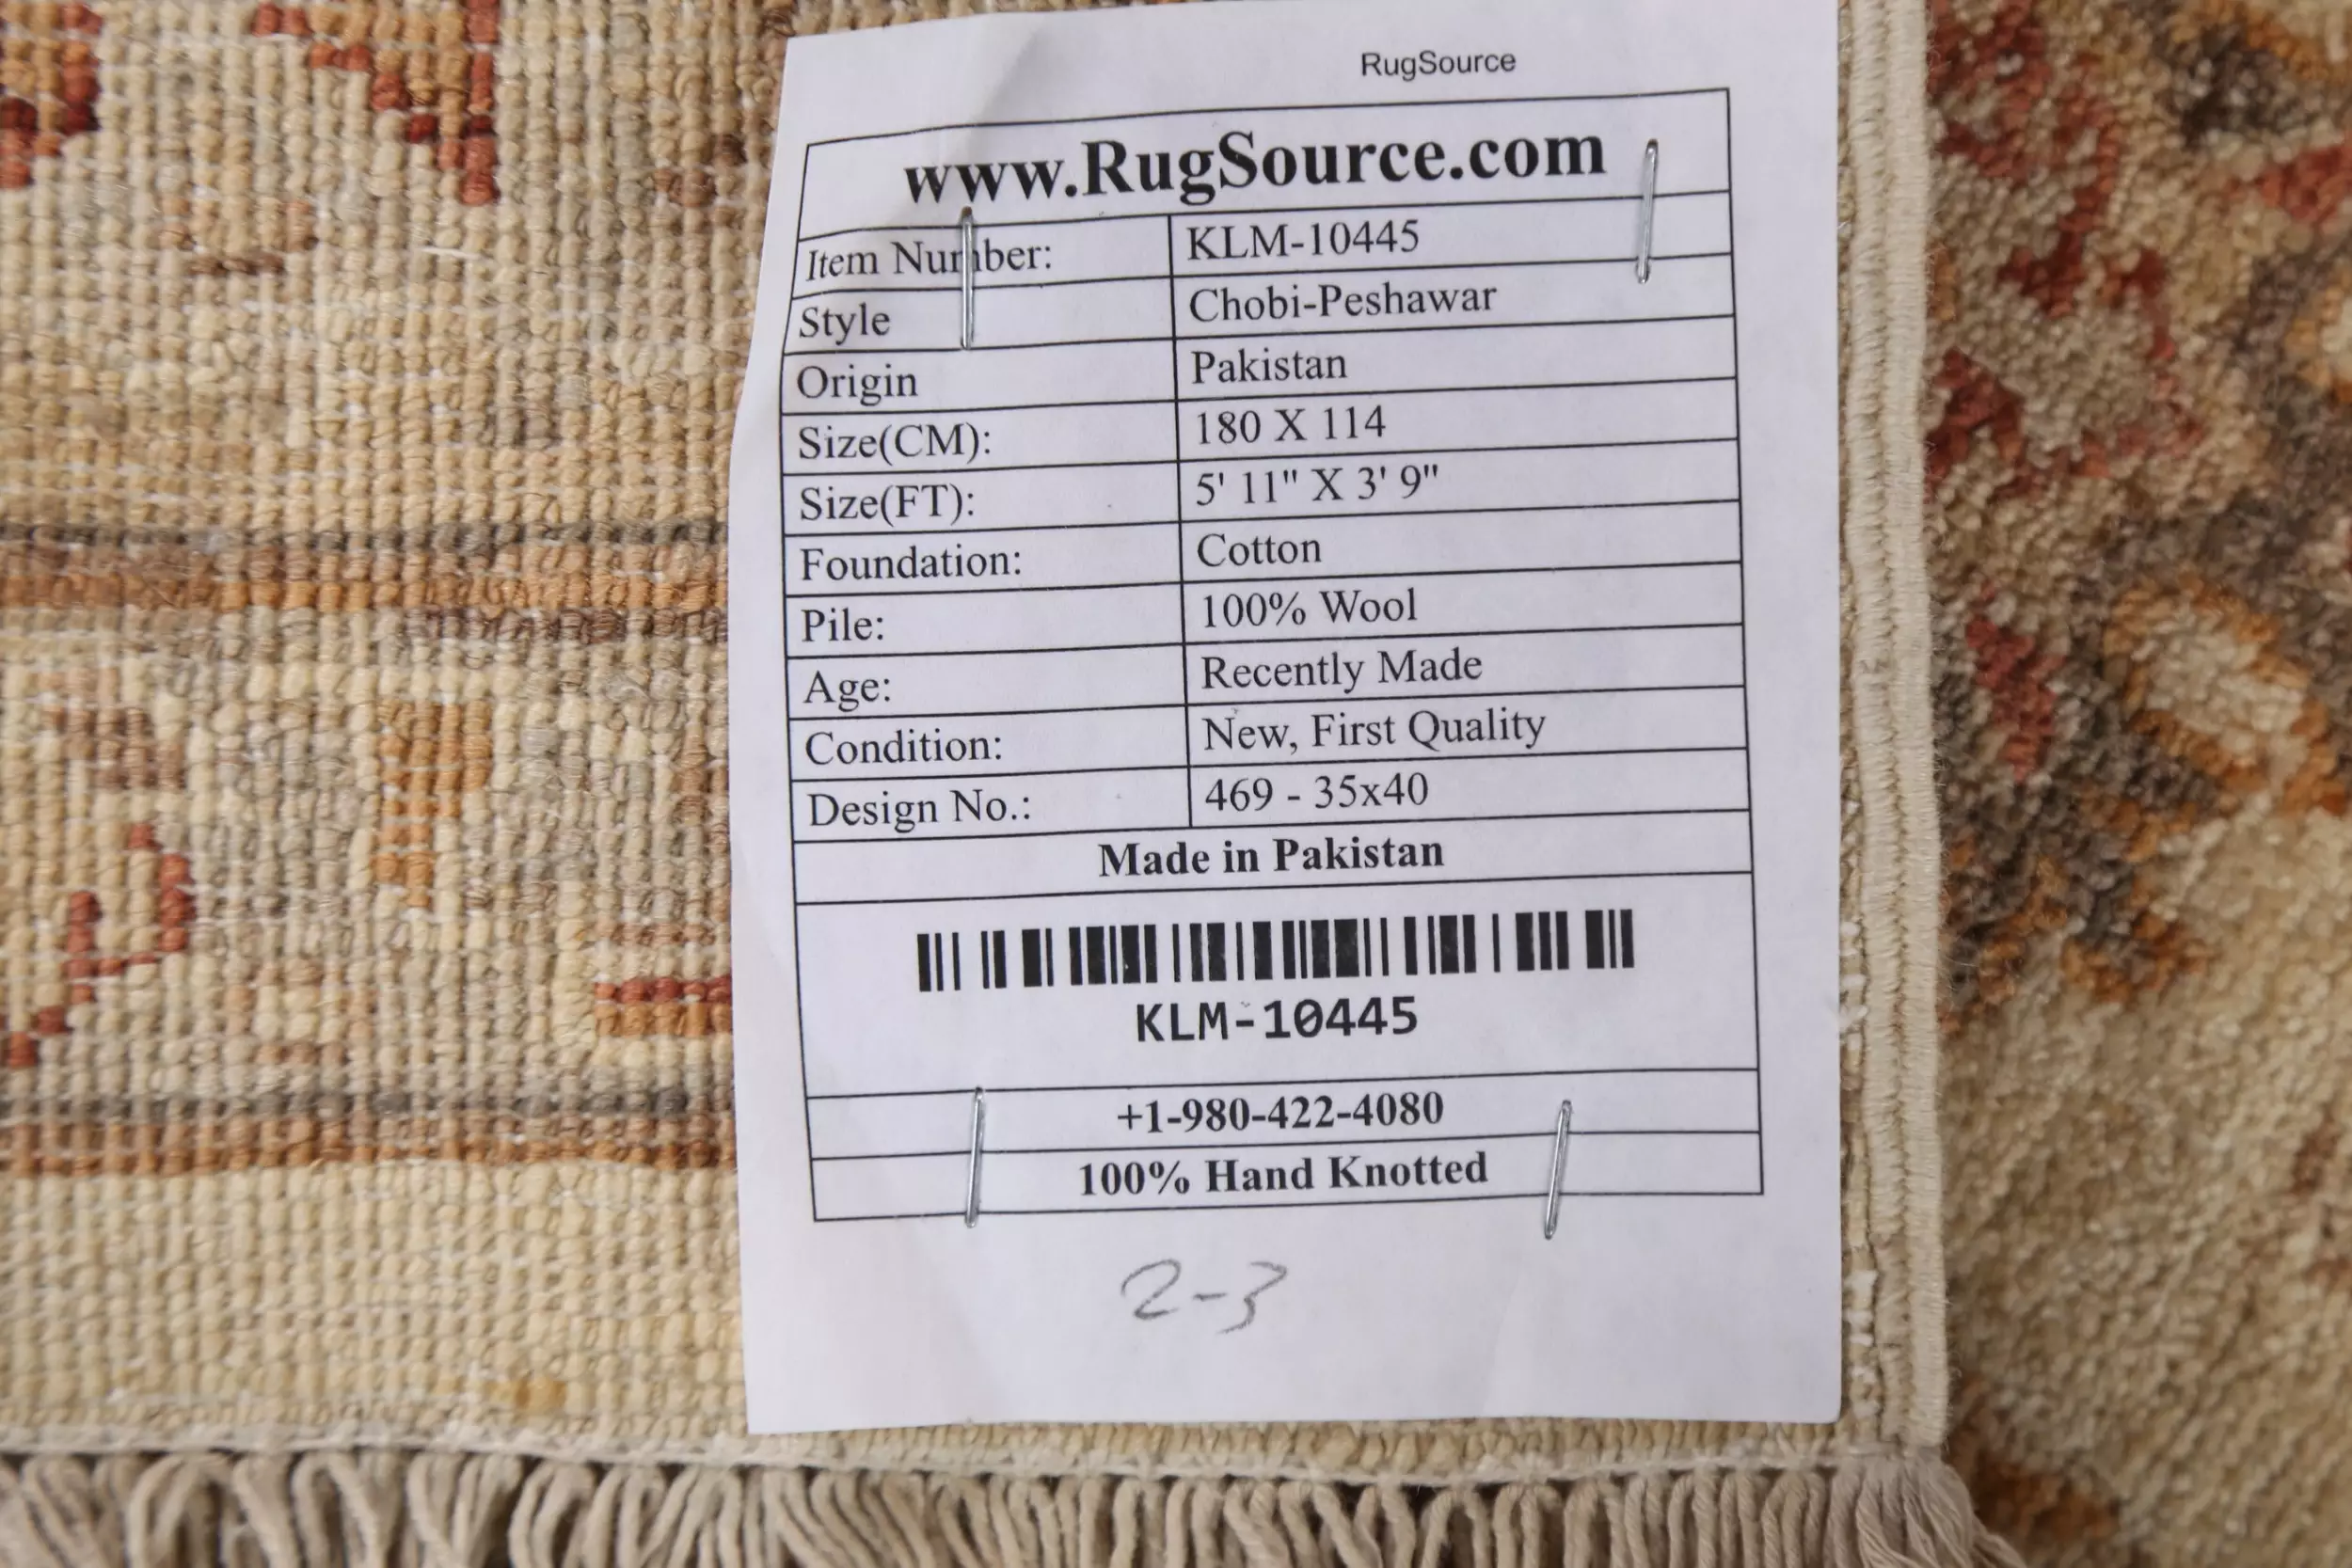 RugSource
www.RugSource.com
Item Number: KLM-10445
Style Chobi-Peshawar
Origin Pakistan
Size(CM): 180 X 114
Size(FT): 5' 11" X 3' 9"
Foundation: Cotton
Pile: 100% Wool
Age: Recently Made
Condition: New, First Quality
Design No.: 469 - 35x40
Made in Pakistan
KLM-10445
+1-980-422-4080
100% Hand Knotted
2-3